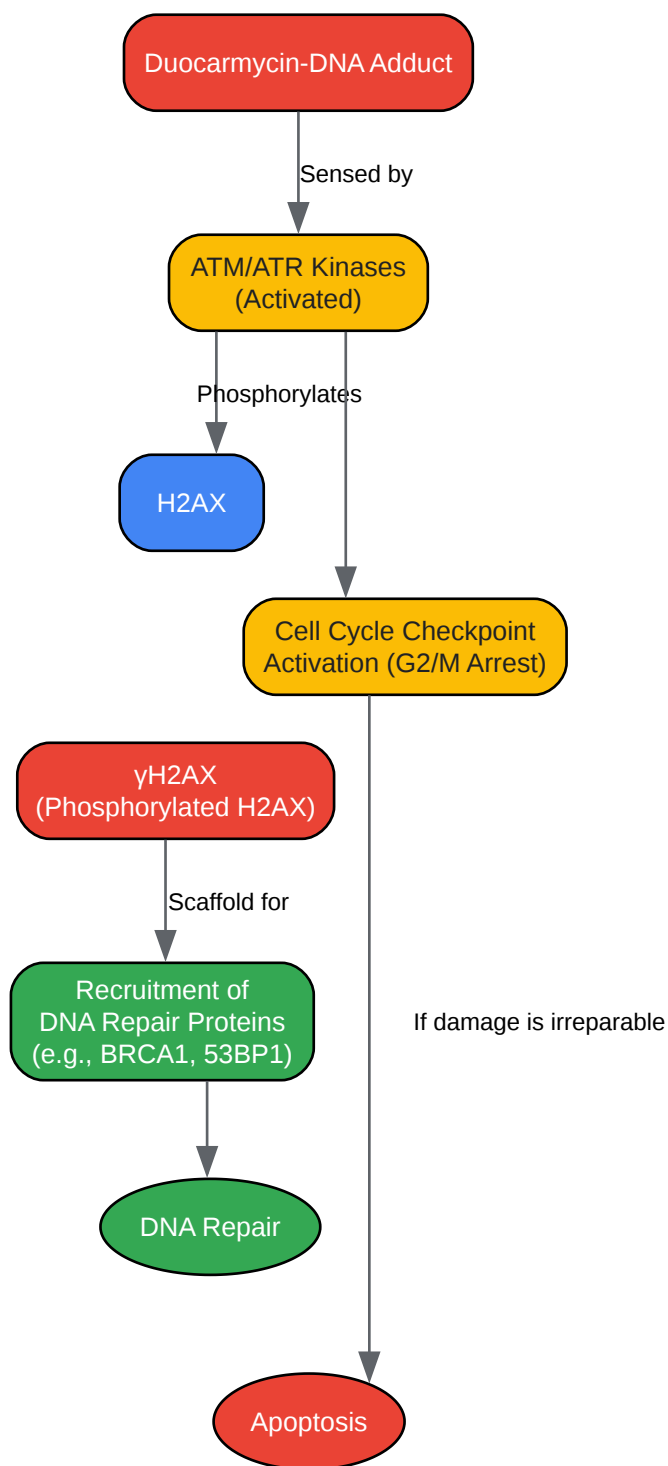 Duocarmycin-DNA Adduct
Sensed by
ATM/ATR Kinases
(Activated)
Phosphorylates
H2AX
Cell Cycle Checkpoint
Activation (G2/M Arrest)
γH2AX
(Phosphorylated H2AX)
Scaffold for
Recruitment of
DNA Repair Proteins
(e.g., BRCA1, 53BP1)
If damage is irreparable
DNA Repair
Apoptosis